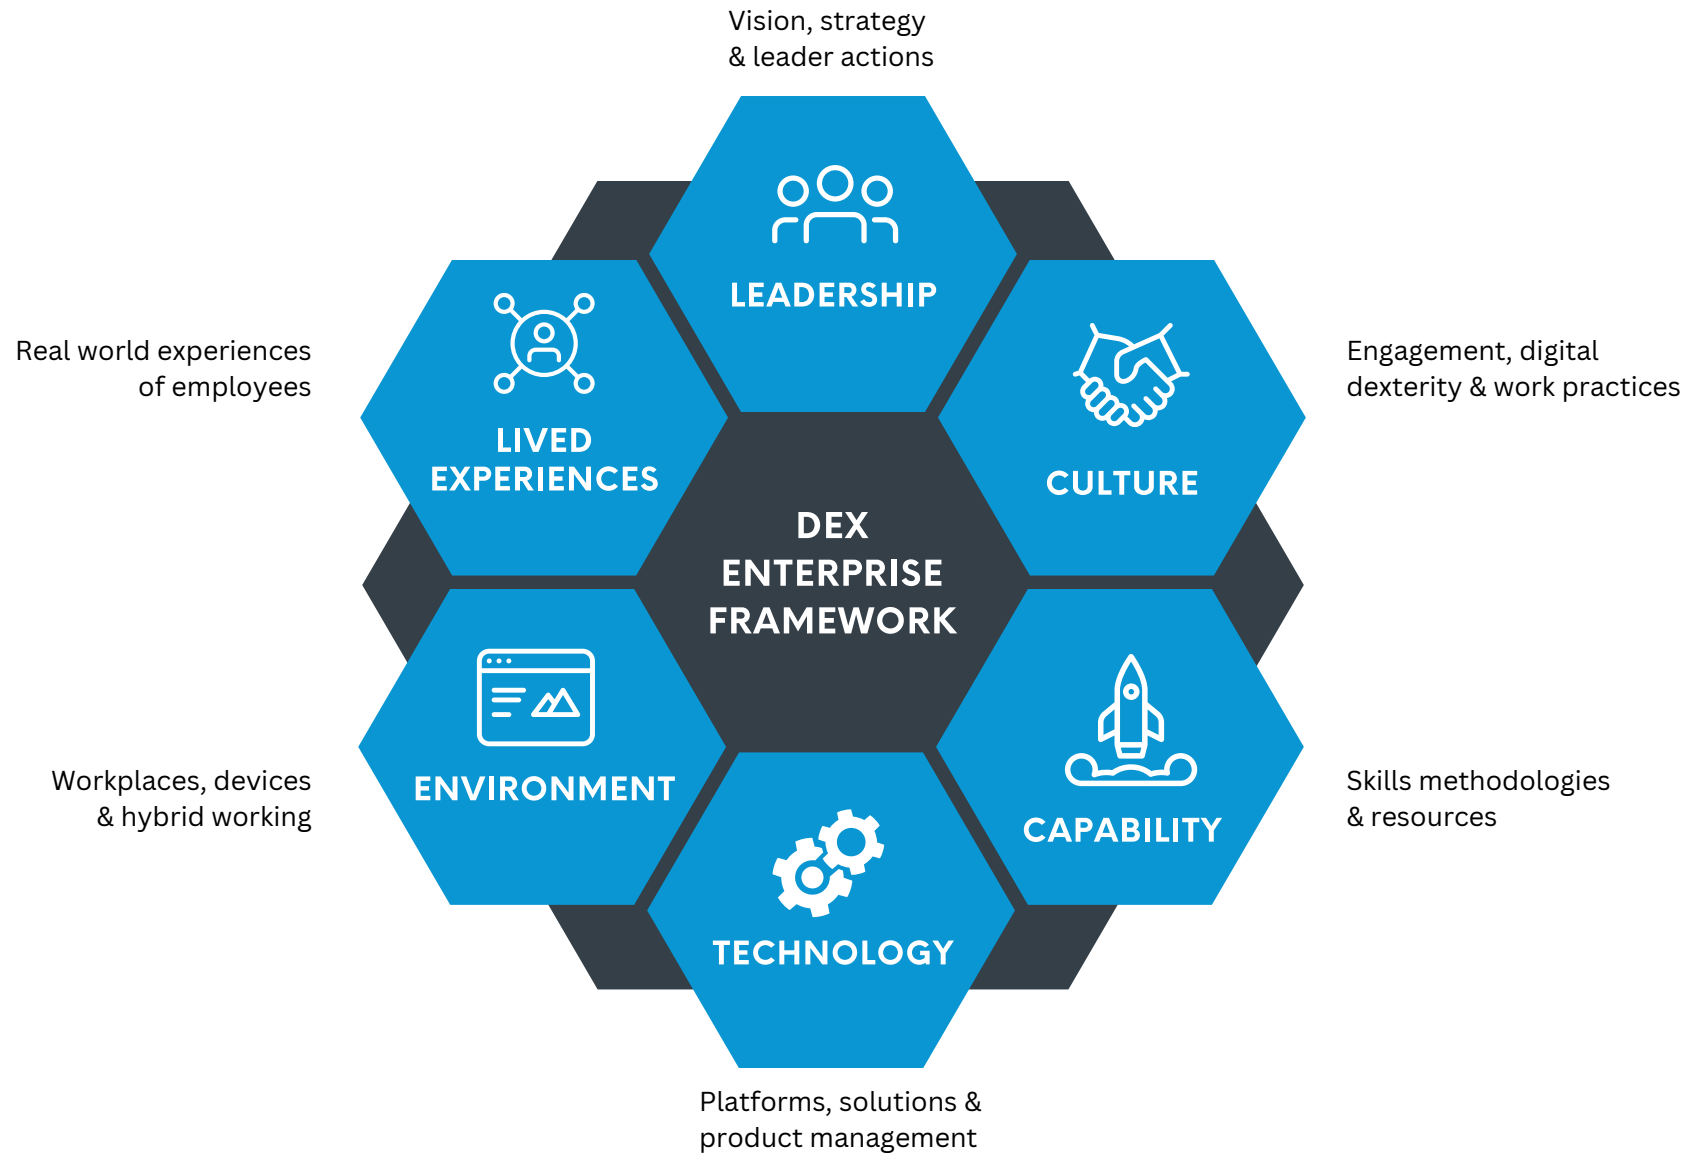 Vision, strategy
& leader actions
LEADERSHIP
Real world experiences
of employees
LIVED
EXPERIENCES
Engagement, digital
dexterity & work practices
CULTURE
DEX
ENTERPRISE
FRAMEWORK
Workplaces, devices
& hybrid working
ENVIRONMENT
Skills methodologies
& resources
CAPABILITY
TECHNOLOGY
Platforms, solutions &
product management